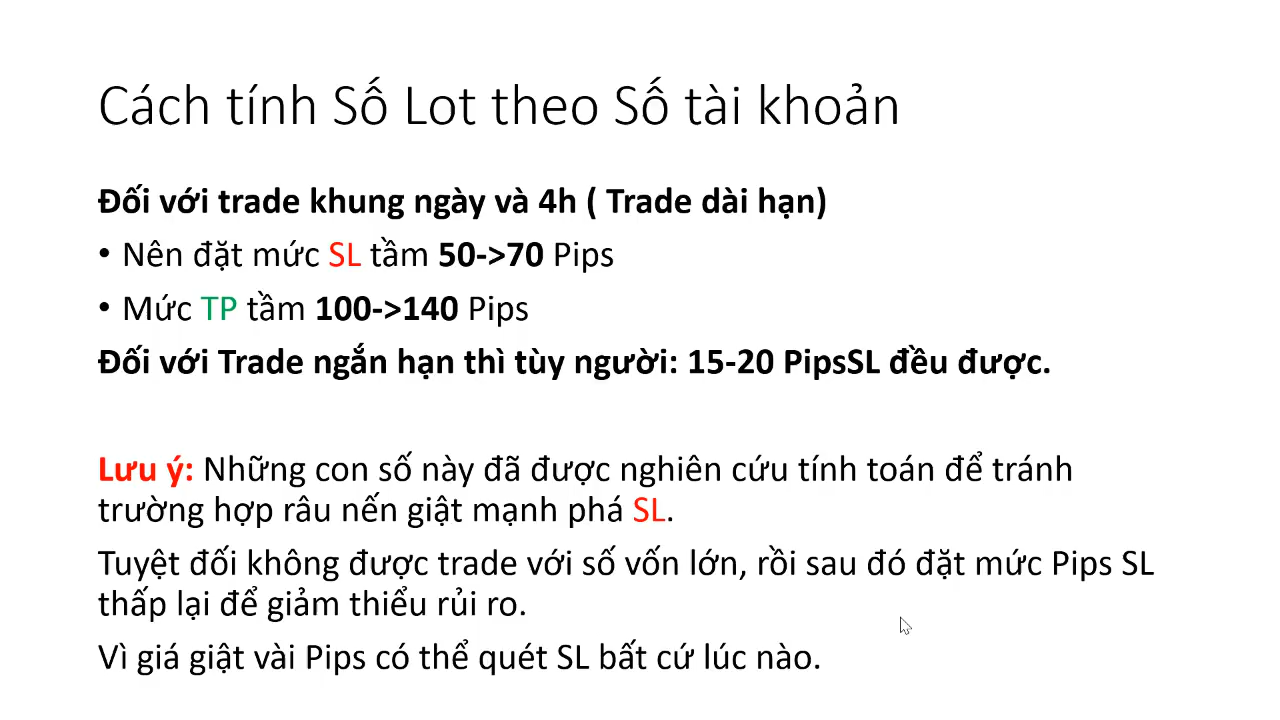 Cách tính Số Lot theo Số tài khoản
Đối với trade khung ngày và 4h ( Trade dài hạn)
• Nên đặt mức SL tầm 50->70 Pips
• Mức TP tầm 100->140 Pips
Đối với Trade ngắn hạn thì tùy người: 15-20 PipsSL đều được.
Lưu ý: Những con số này đã được nghiên cứu tính toán để tránh
trường hợp râu nến giật mạnh phá SL.
Tuyệt đối không được trade với số vốn lớn, rồi sau đó đặt mức Pips SL
thấp lại để giảm thiểu rủi ro.
Vì giá giật vài Pips có thể quét SL bất cứ lúc nào.